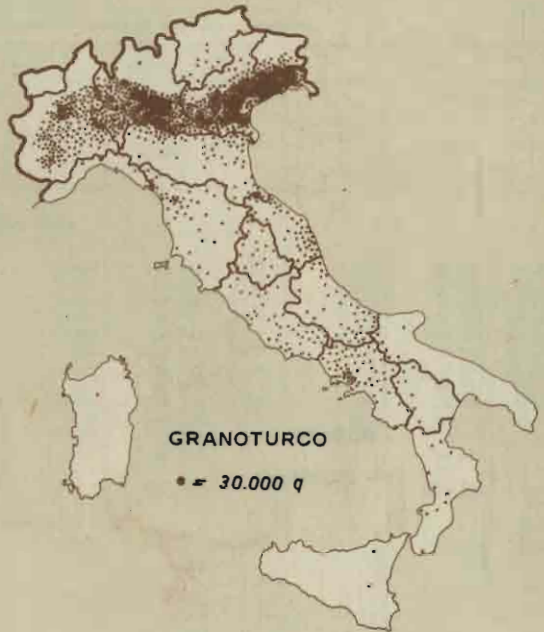 GRANOTURCO
● = 30.000 q